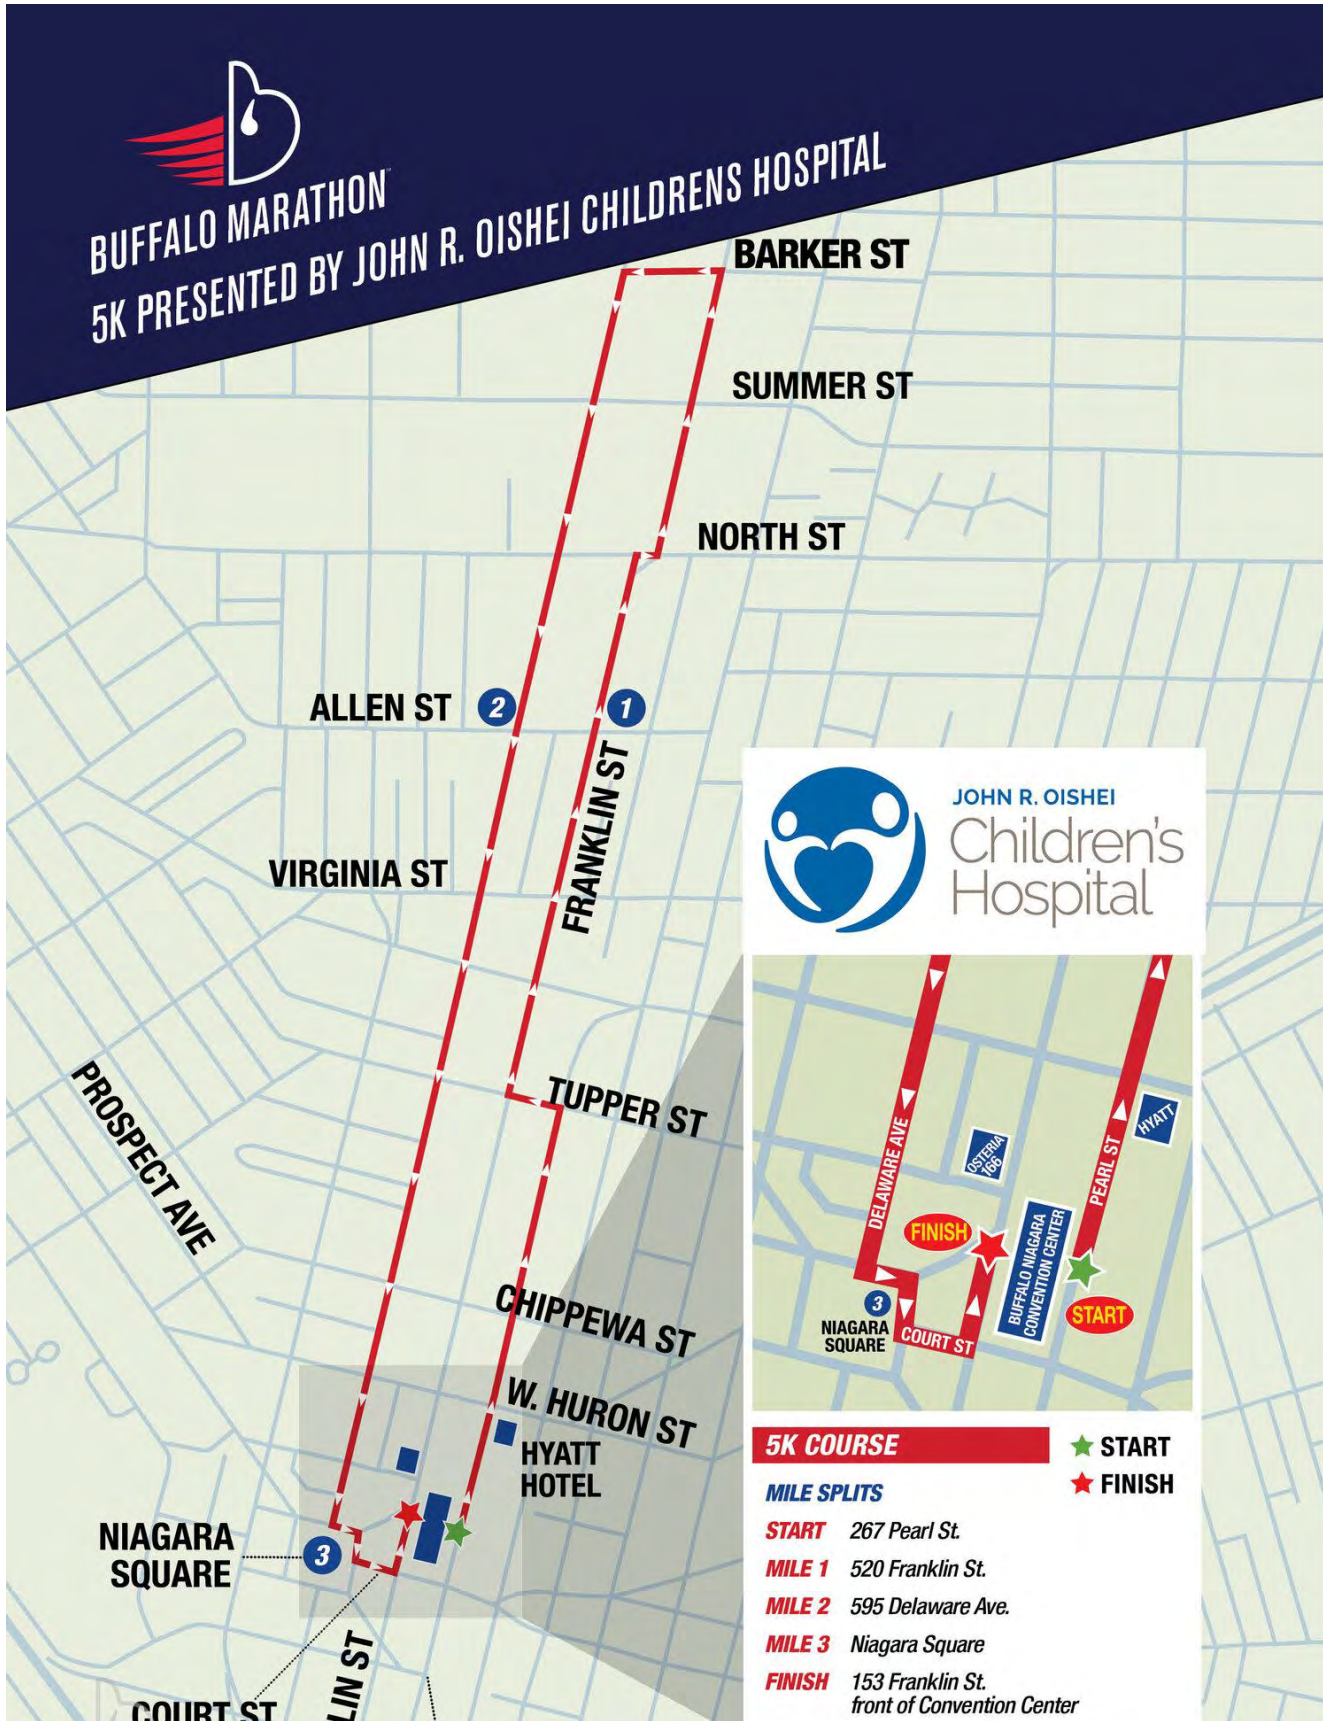 BUFFALO MARATHON
5K PRESENTED BY JOHN R. OISHEI CHILDRENS HOSPITAL
BARKER ST
SUMMER ST
NORTH ST
ALLEN ST
2
1
FRANKLIN ST
VIRGINIA ST
TUPPER ST
PROSPECT AVE
CHIPPEWA ST
W. HURON ST
HYATT
HOTEL
NIAGARA
SQUARE
3
COURT ST
LIN ST
JOHN R. OISHEI
Children's
Hospital
DELAWARE AVE
OSTERIA
166
HYATT
PEARL ST
FINISH
BUFFALO NIAGARA
CONVENTION CENTER
START
3
NIAGARA
SQUARE
COURT ST
5K COURSE
START
FINISH
MILE SPLITS
START 267 Pearl St.
MILE 1 520 Franklin St.
MILE 2 595 Delaware Ave.
MILE 3 Niagara Square
FINISH 153 Franklin St.
front of Convention Center